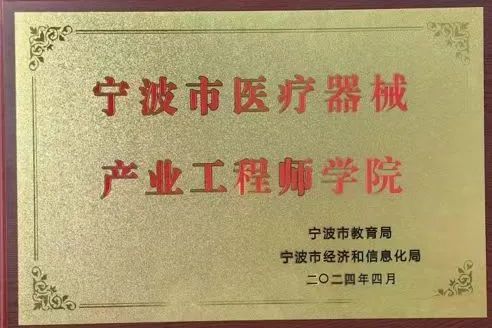 宁波市医疗器械
产业工程师学院
宁波市教育局
宁波市经济和信息化局
二〇二四年四月